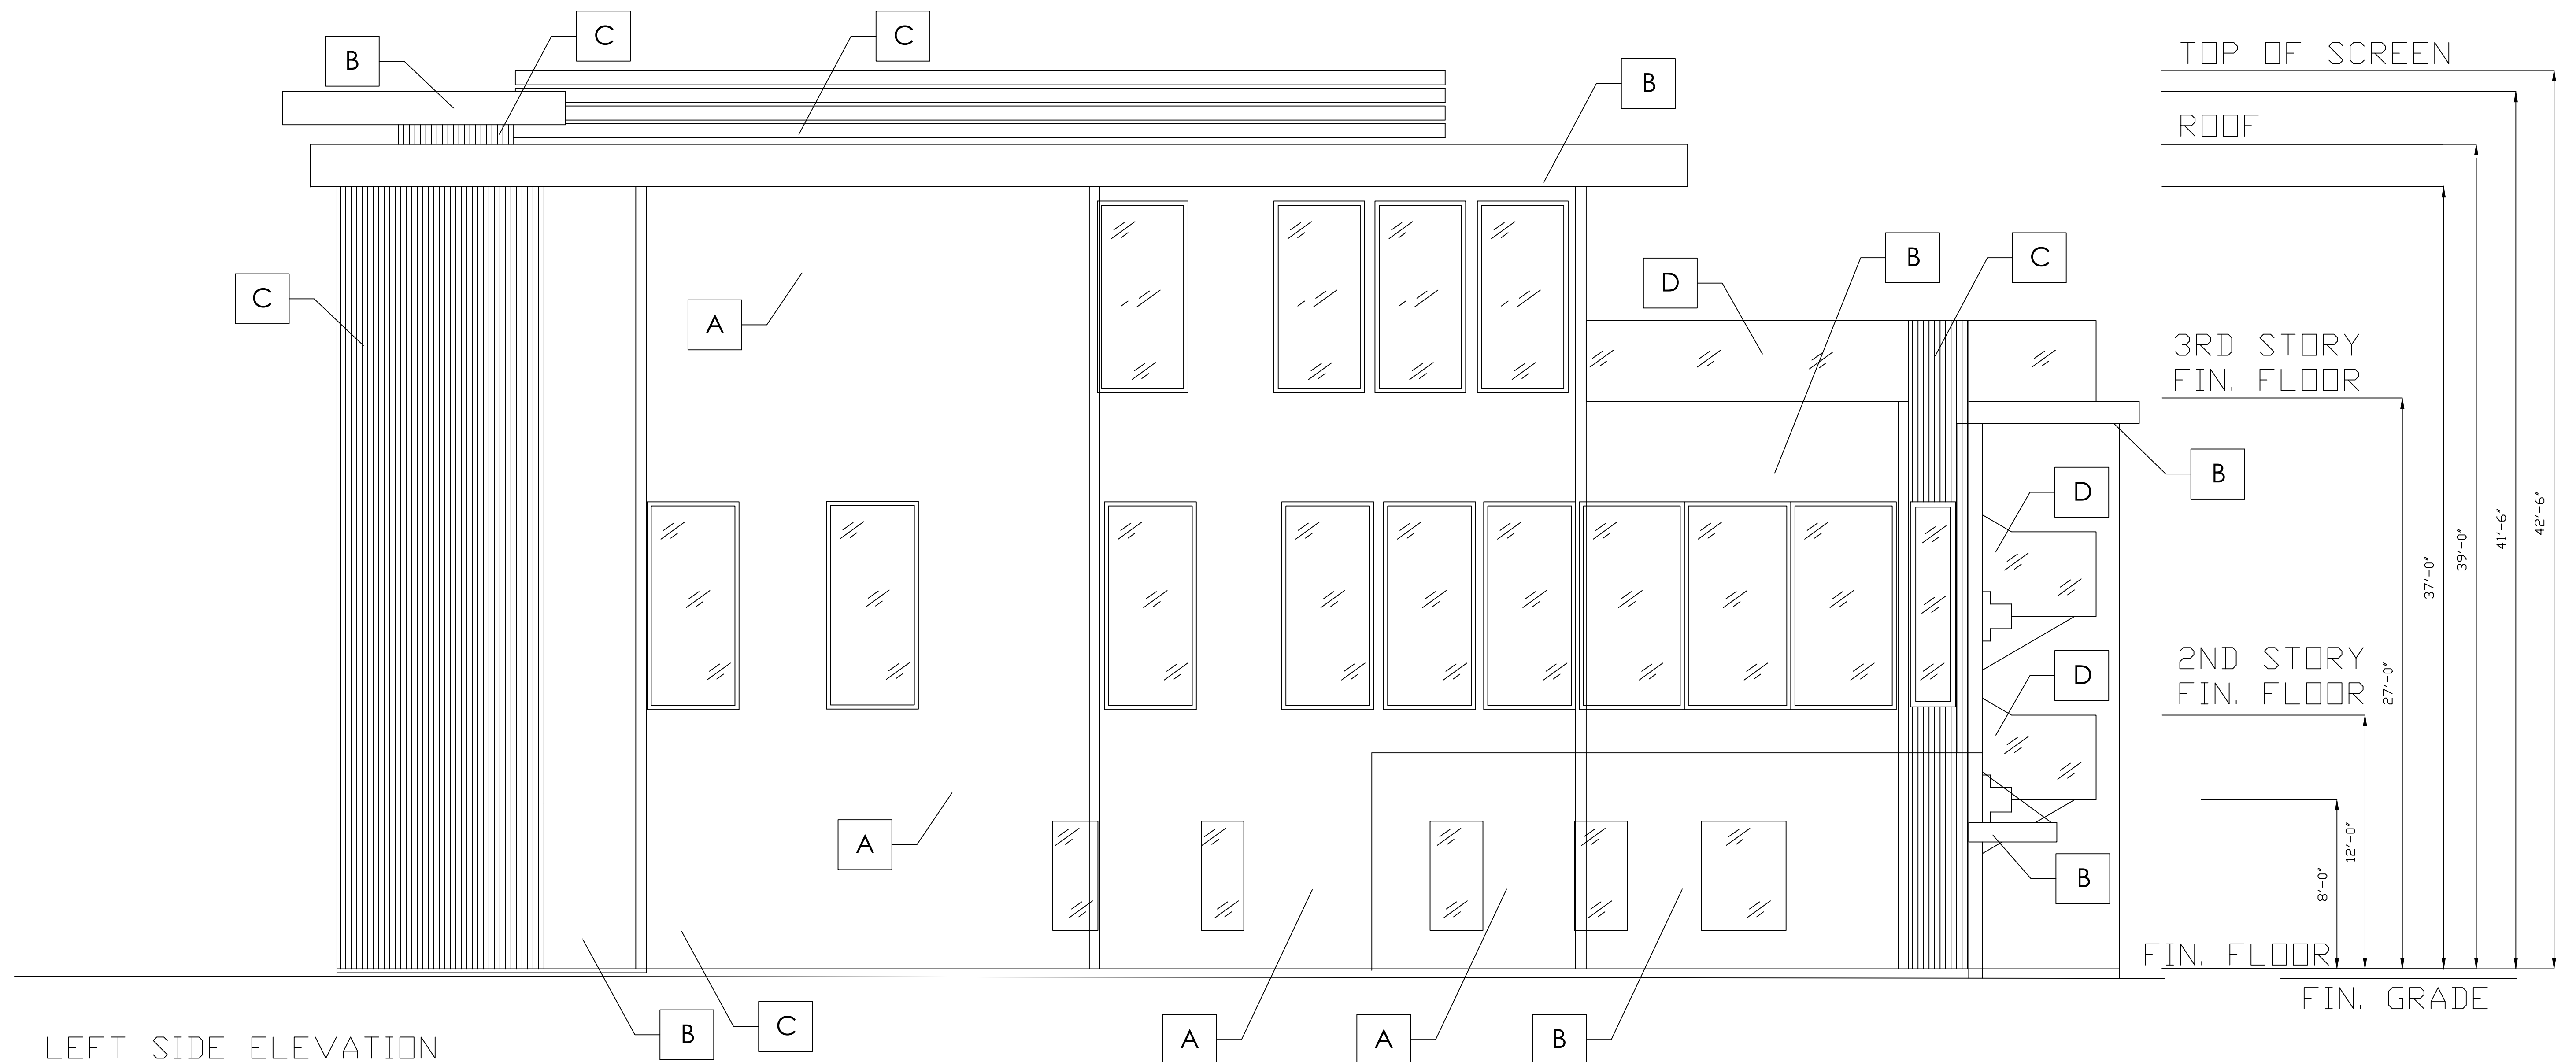 C
C
B
TOP OF SCREEN
B
ROOF
B
C
D
C
A
3RD STORY
FIN. FLOOR
B
D
42'-6"
41'-6"
39'-0"
37'-0"
2ND STORY
FIN. FLOOR
27'-0"
D
A
12'-0"
8'-0"
B
FIN. FLOOR
FIN. GRADE
B
C
A
A
B
LEFT SIDE ELEVATION